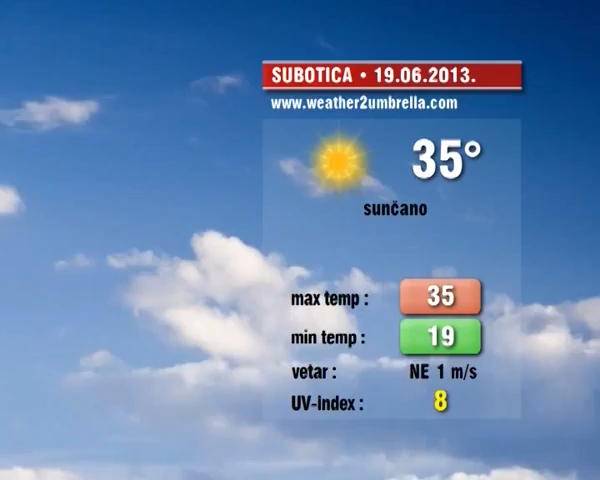 SUBOTICA • 19.06.2013.
www.weather2umbrella.com
35°
sunčano
max temp : 35
min temp : 19
vetar : NE 1 m/s
UV-index : 8